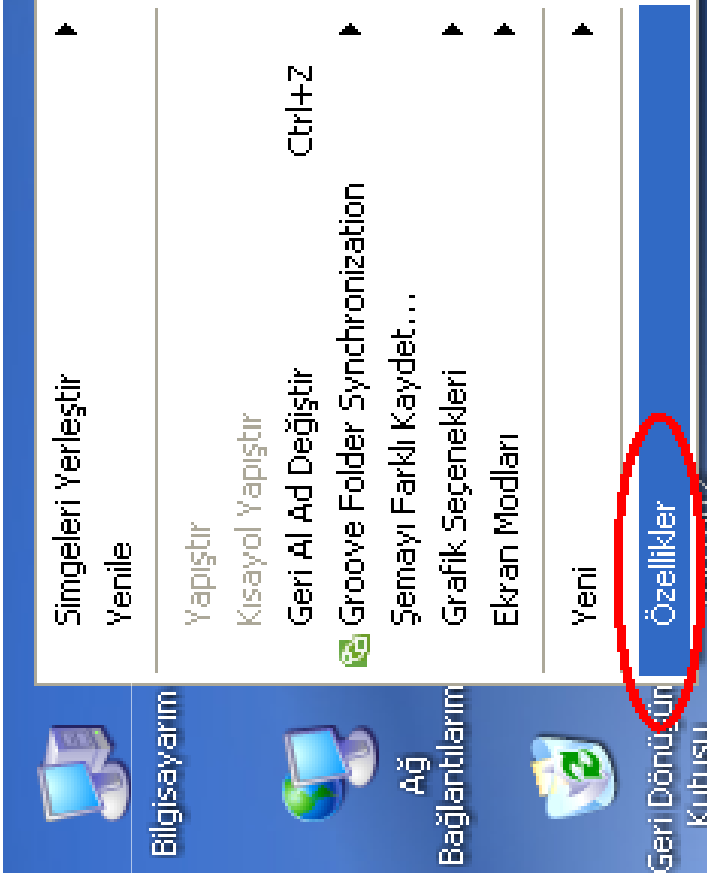 Bilgisayarım
Ağ
Bağlantılarım
Geri Dönüşüm
Kutusu
Simgeleri Yerleştir
Yenile
Yapıştır
Kısayol Yapıştır
Geri Al Ad Değiştir Ctrl+Z
Groove Folder Synchronization
Şemayı Farklı Kaydet...
Grafik Seçenekleri
Ekran Modları
Yeni
Özellikler